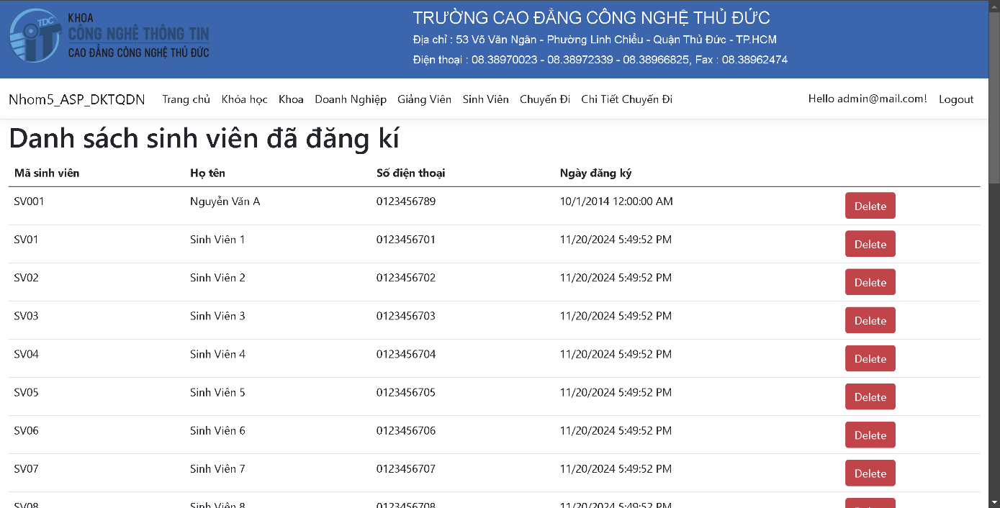 TDC
iT
KHOA
CÔNG NGHỆ THÔNG TIN
CAO ĐẲNG CÔNG NGHỆ THỦ ĐỨC
TRƯỜNG CAO ĐẲNG CÔNG NGHỆ THỦ ĐỨC
Địa chỉ : 53 Võ Văn Ngân - Phường Linh Chiểu - Quận Thủ Đức - TP.HCM
Điện thoại : 08.38970023 - 08.38972339 - 08.38966825, Fax : 08.38962474
Nhom5_ASP_DKTQDN Trang chủ Khóa học Khoa Doanh Nghiệp Giảng Viên Sinh Viên Chuyến Đi Chi Tiết Chuyến Đi Hello admin@mail.com! Logout
Danh sách sinh viên đã đăng kí
Mã sinh viên Họ tên Số điện thoại Ngày đăng ký
SV001 Nguyễn Văn A 0123456789 10/1/2014 12:00:00 AM Delete
SV01 Sinh Viên 1 0123456701 11/20/2024 5:49:52 PM Delete
SV02 Sinh Viên 2 0123456702 11/20/2024 5:49:52 PM Delete
SV03 Sinh Viên 3 0123456703 11/20/2024 5:49:52 PM Delete
SV04 Sinh Viên 4 0123456704 11/20/2024 5:49:52 PM Delete
SV05 Sinh Viên 5 0123456705 11/20/2024 5:49:52 PM Delete
SV06 Sinh Viên 6 0123456706 11/20/2024 5:49:52 PM Delete
SV07 Sinh Viên 7 0123456707 11/20/2024 5:49:52 PM Delete
SV08 Sinh Viên 8 0123456708 11/20/2024 5:49:52 PM